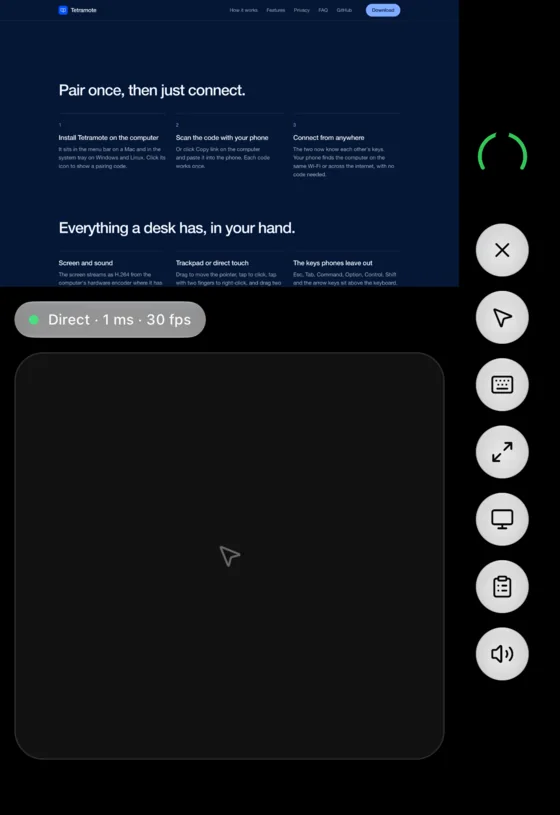 Tetramote
How it works
Features
Privacy
FAQ
GitHub
Download
Pair once, then just connect.
1
Install Tetramote on the computer
It sits in the menu bar on a Mac and in the
system tray on Windows and Linux. Click its
icon to show a pairing code.
2
Scan the code with your phone
Or click Copy link on the computer
and paste it into the phone. Each code
works once.
3
Connect from anywhere
The two now know each other's keys.
Your phone finds the computer on the
same Wi-Fi or across the internet, with no
code needed.
Everything a desk has, in your hand.
Screen and sound
The screen streams as H.264 from the
computer's hardware encoder where it has
Trackpad or direct touch
Drag to move the pointer, tap to click, tap
with two fingers to right-click, and drag two
The keys phones leave out
Esc, Tab, Command, Option, Control, Shift
and the arrow keys sit above the keyboard.
Direct · 1 ms · 30 fps